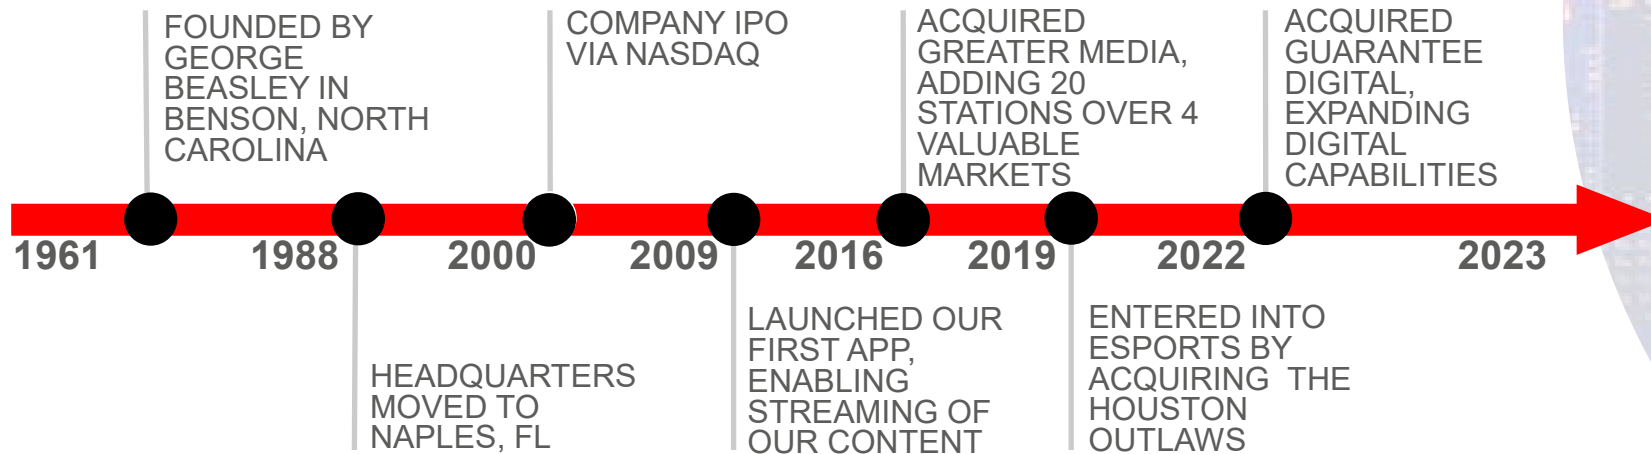 FOUNDED BY
GEORGE
BEASLEY IN
BENSON, NORTH
CAROLINA
COMPANY IPO
VIA NASDAQ
ACQUIRED
GREATER MEDIA,
ADDING 20
STATIONS OVER 4
VALUABLE
MARKETS
ACQUIRED
GUARANTEE
DIGITAL,
EXPANDING
DIGITAL
CAPABILITIES
1961 1988 2000 2009 2016 2019 2022 2023
HEADQUARTERS
MOVED TO
NAPLES, FL
LAUNCHED OUR
FIRST APP,
ENABLING
STREAMING OF
OUR CONTENT
ENTERED INTO
ESPORTS BY
ACQUIRING  THE
HOUSTON
OUTLAWS